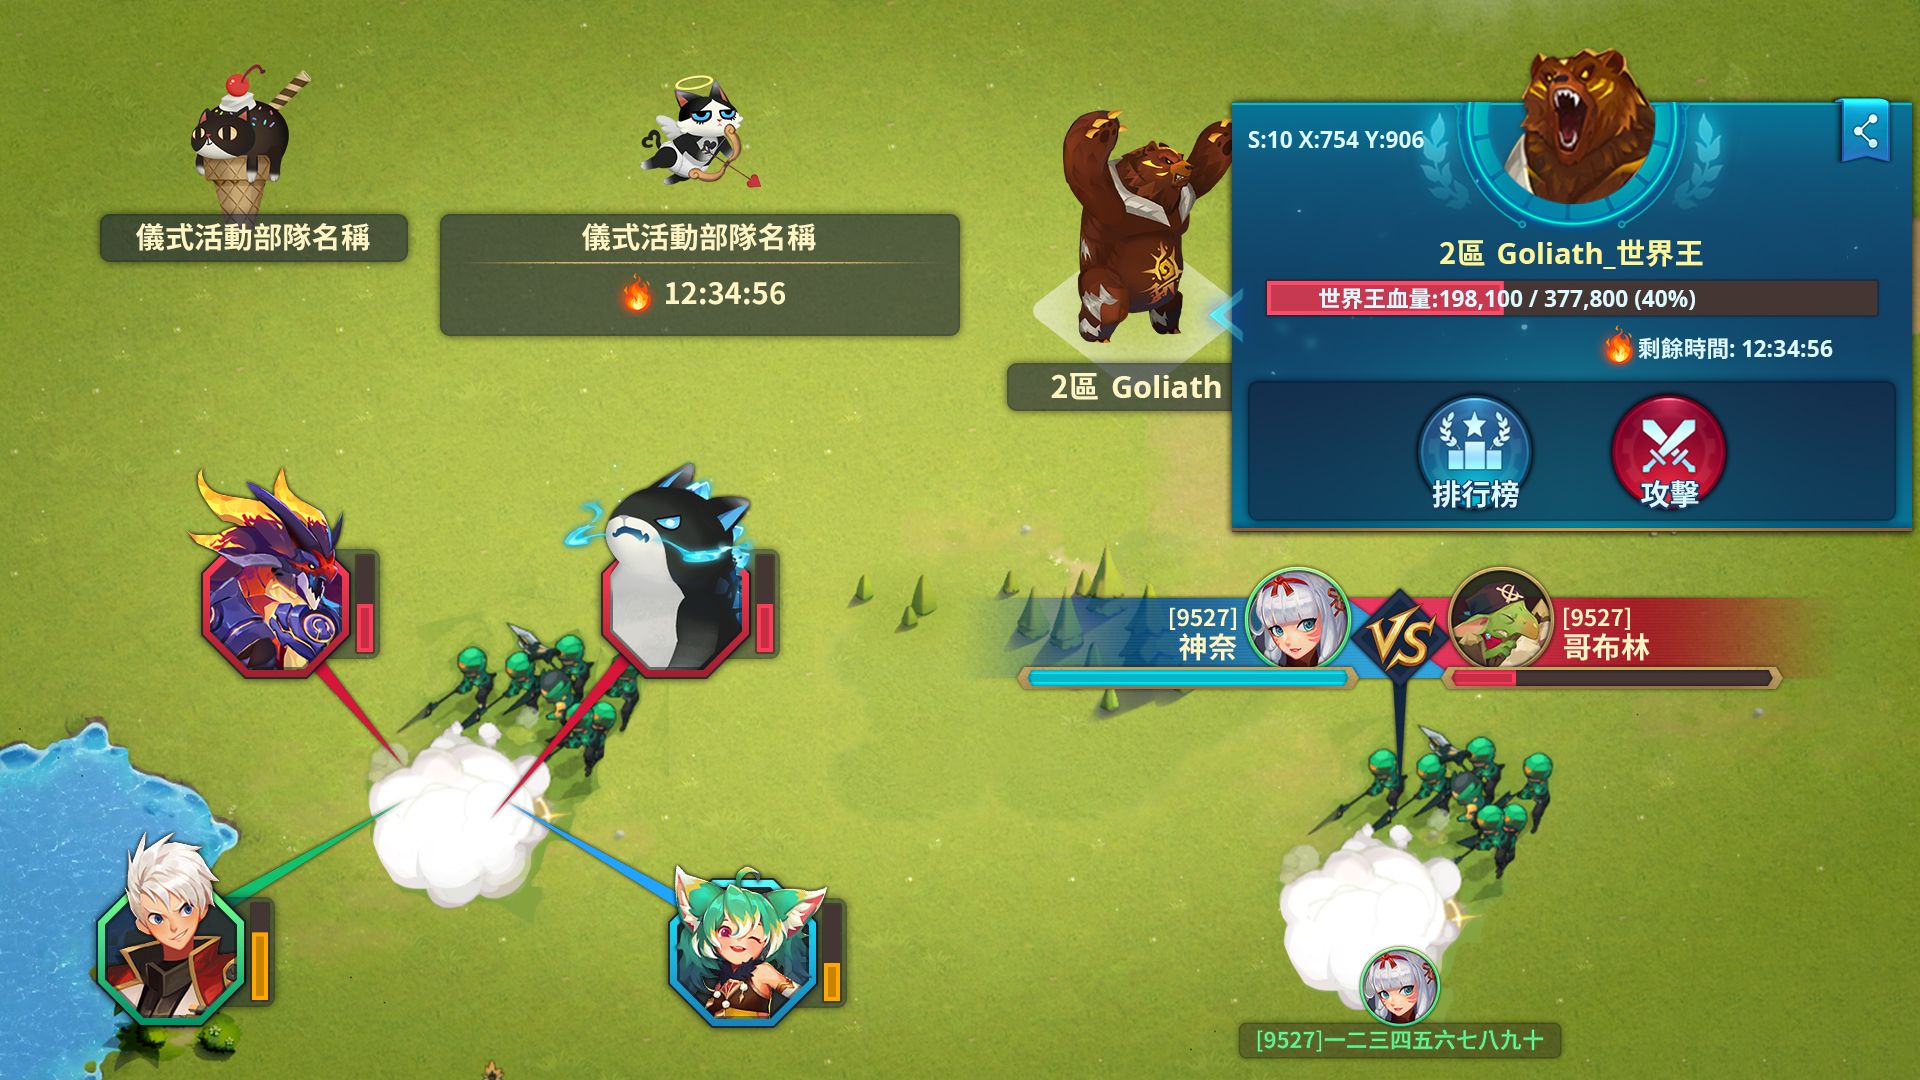 儀式活動部隊名稱
儀式活動部隊名稱
12:34:56
2區 Goliath
S:10 X:754 Y:906
2區 Goliath_世界王
世界王血量:198,100 / 377,800 (40%)
剩餘時間: 12:34:56
排行榜
攻擊
[9527]
神奈
VS
[9527]
哥布林
[9527]一二三四五六七八九十